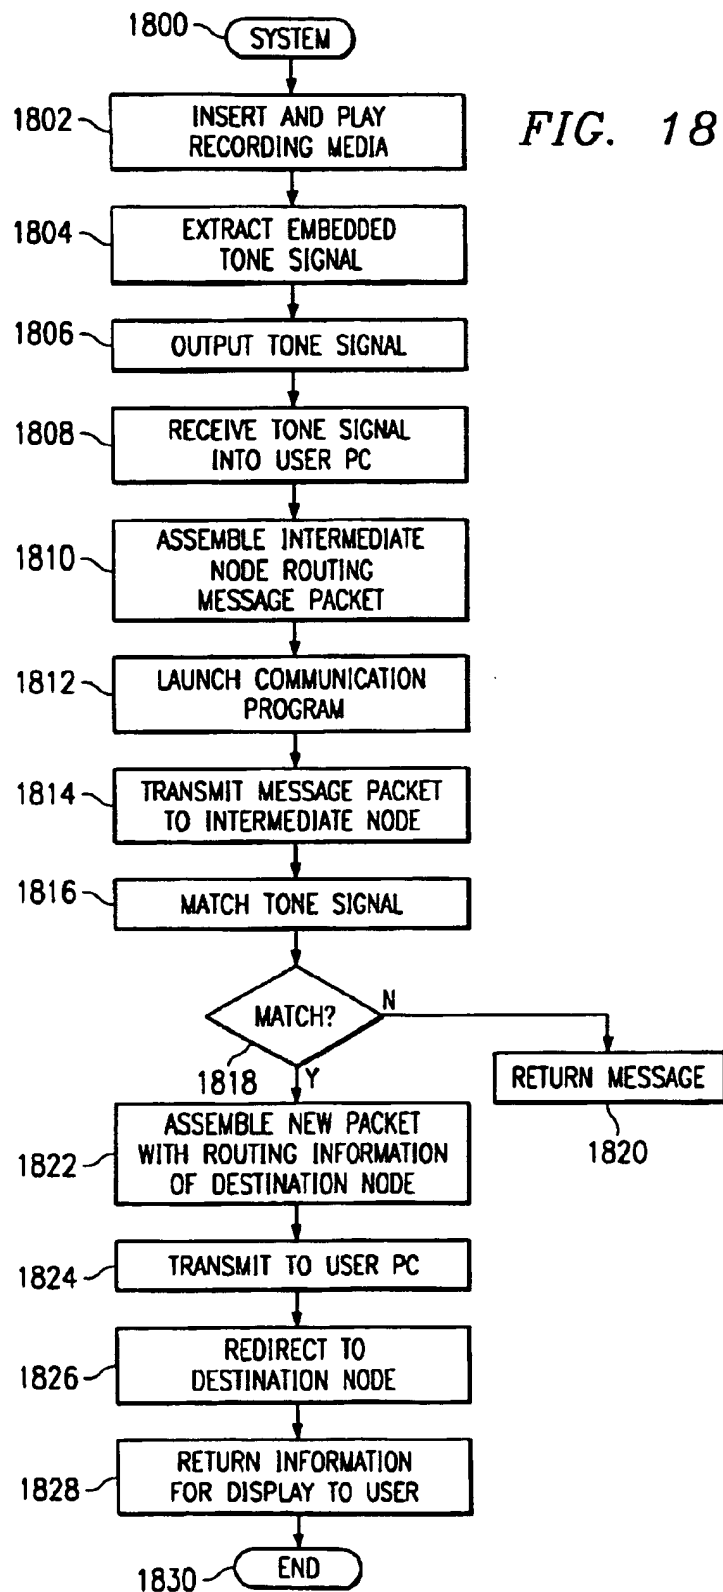 1800
SYSTEM
FIG. 18
1802
INSERT AND PLAY
RECORDING MEDIA
1804
EXTRACT EMBEDDED
TONE SIGNAL
1806
OUTPUT TONE SIGNAL
1808
RECEIVE TONE SIGNAL
INTO USER PC
1810
ASSEMBLE INTERMEDIATE
NODE ROUTING
MESSAGE PACKET
1812
LAUNCH COMMUNICATION
PROGRAM
1814
TRANSMIT MESSAGE PACKET
TO INTERMEDIATE NODE
1816
MATCH TONE SIGNAL
MATCH?
N
1818
Y
RETURN MESSAGE
1820
1822
ASSEMBLE NEW PACKET
WITH ROUTING INFORMATION
OF DESTINATION NODE
1824
TRANSMIT TO USER PC
1826
REDIRECT TO
DESTINATION NODE
1828
RETURN INFORMATION
FOR DISPLAY TO USER
1830
END